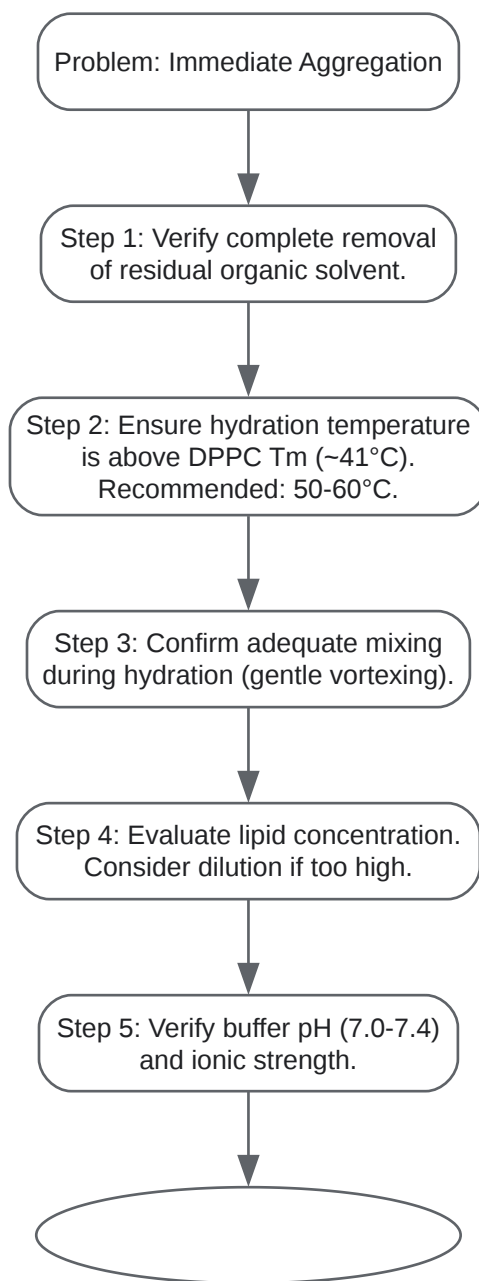 Problem: Immediate Aggregation
Step 1: Verify complete removal
of residual organic solvent.
Step 2: Ensure hydration temperature
is above DPPC Tm (~41°C).
Recommended: 50-60°C.
Step 3: Confirm adequate mixing
during hydration (gentle vortexing).
Step 4: Evaluate lipid concentration.
Consider dilution if too high.
Step 5: Verify buffer pH (7.0-7.4)
and ionic strength.